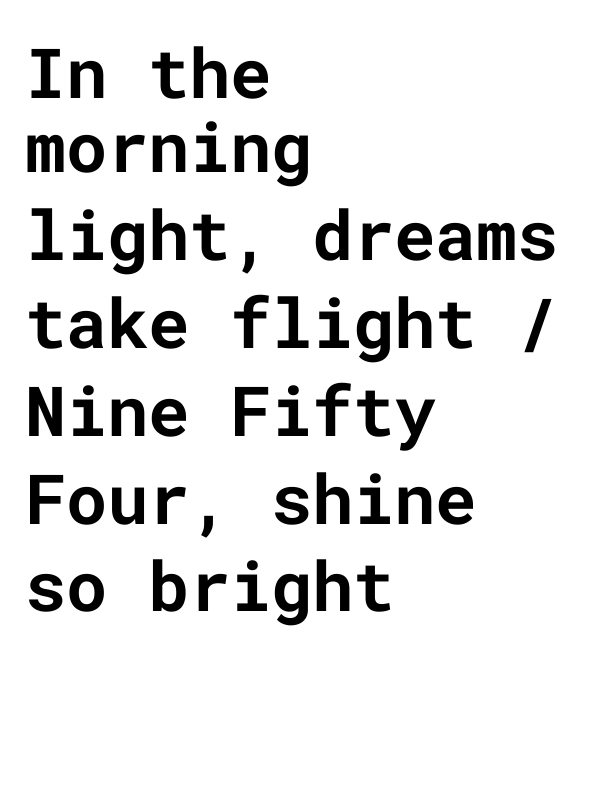 In the
morning
light, dreams
take flight /
Nine Fifty
Four, shine
so bright